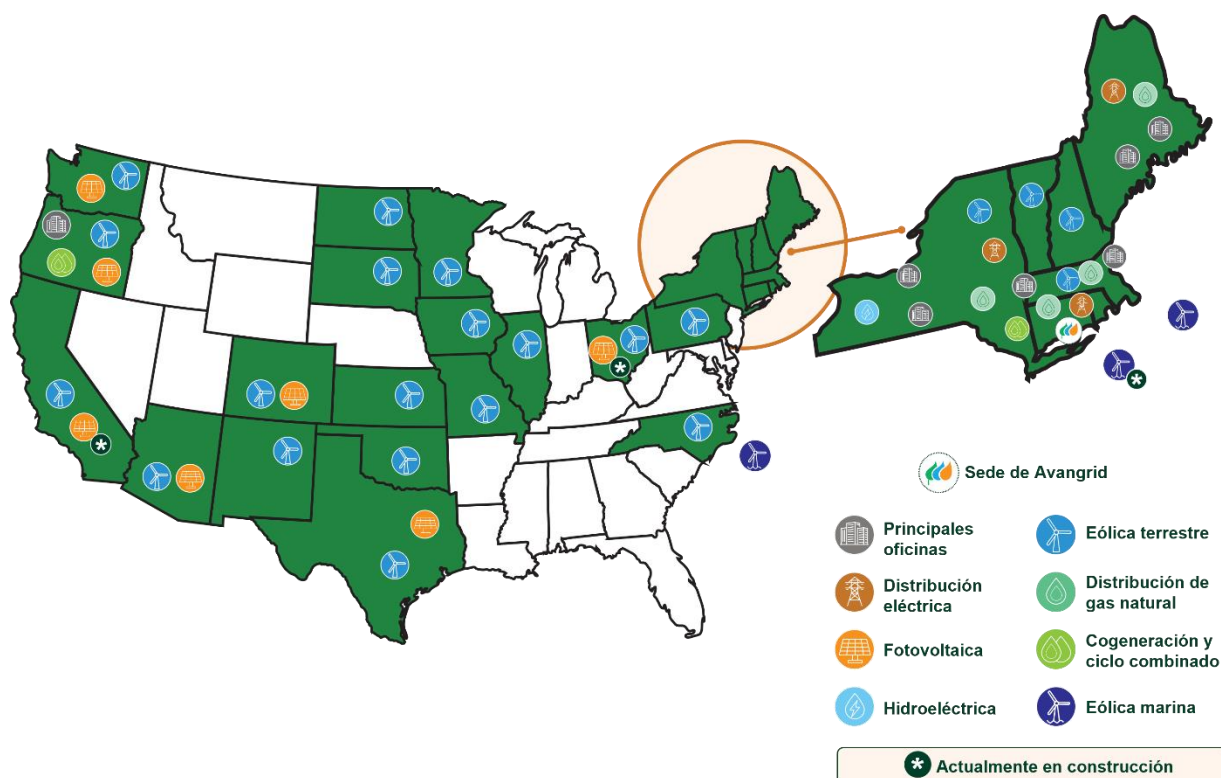 Sede de Avangrid
Principales
oficinas
Eólica terrestre
Distribución
eléctrica
Distribución de
gas natural
Fotovoltaica
Cogeneración y
ciclo combinado
Hidroeléctrica
Eólica marina
* Actualmente en construcción